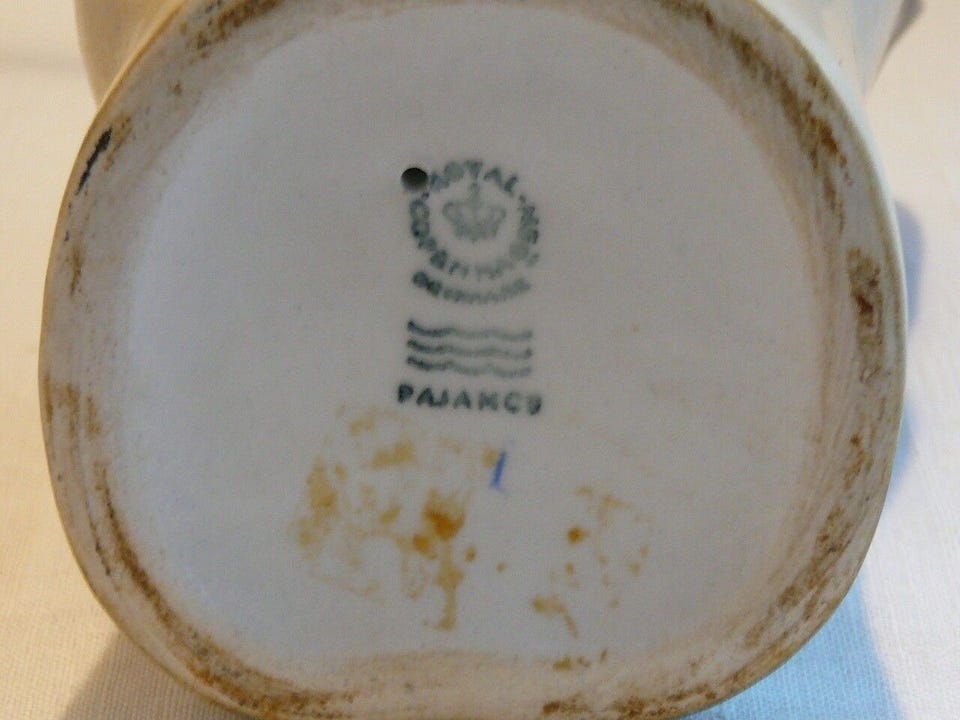 ROYAL
COPENHAGEN
DENMARK
FAJANCE
1